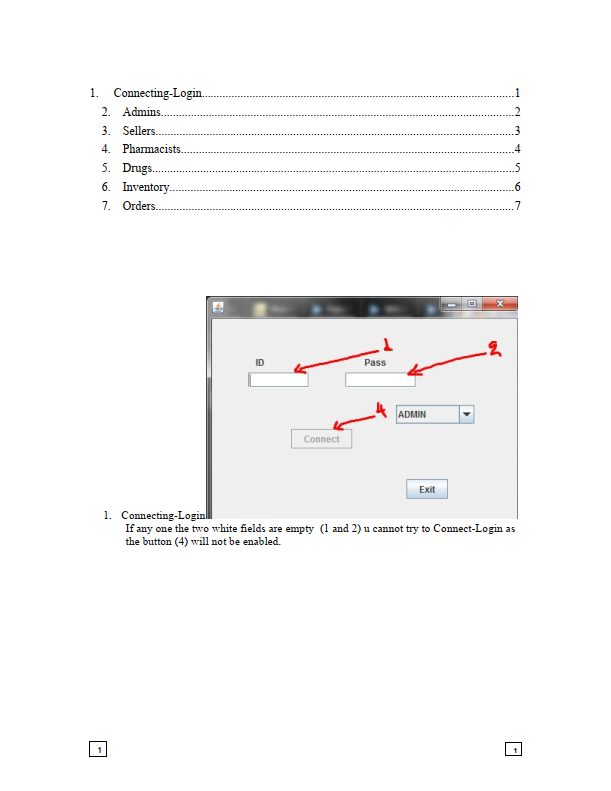 1. Connecting-Login........................................................................................................1
2. Admins......................................................................................................................2
3. Sellers........................................................................................................................3
4. Pharmacists...............................................................................................................4
5. Drugs.........................................................................................................................5
6. Inventory...................................................................................................................6
7. Orders........................................................................................................................7
1
2
ID Pass
4 ADMIN
Connect
Exit
1. Connecting-Login
If any one the two white fields are empty (1 and 2) u cannot try to Connect-Login as
the button (4) will not be enabled.
1 1